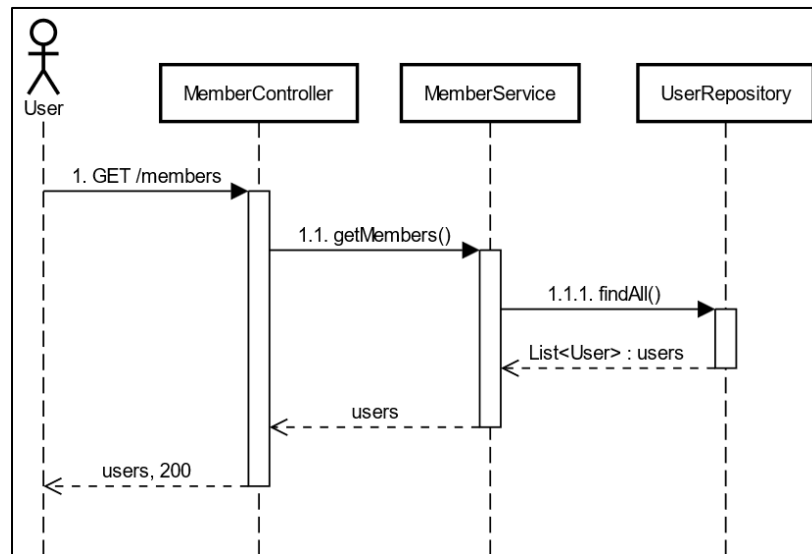 User
MemberController
MemberService
UserRepository
1. GET /members
1.1. getMembers()
1.1.1. findAll()
List<User> : users
users
users, 200